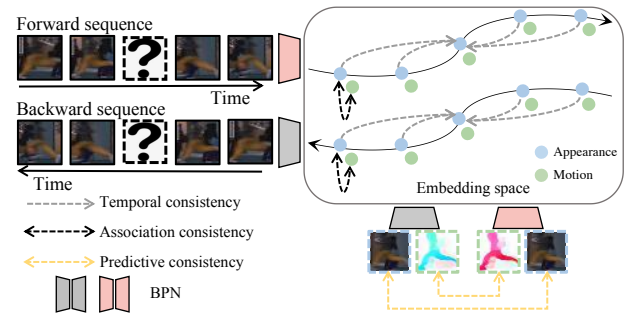 Forward sequence
?
Time
Backward sequence
?
Time
Appearance
Motion
Embedding space
Temporal consistency
Association consistency
Predictive consistency
BPN